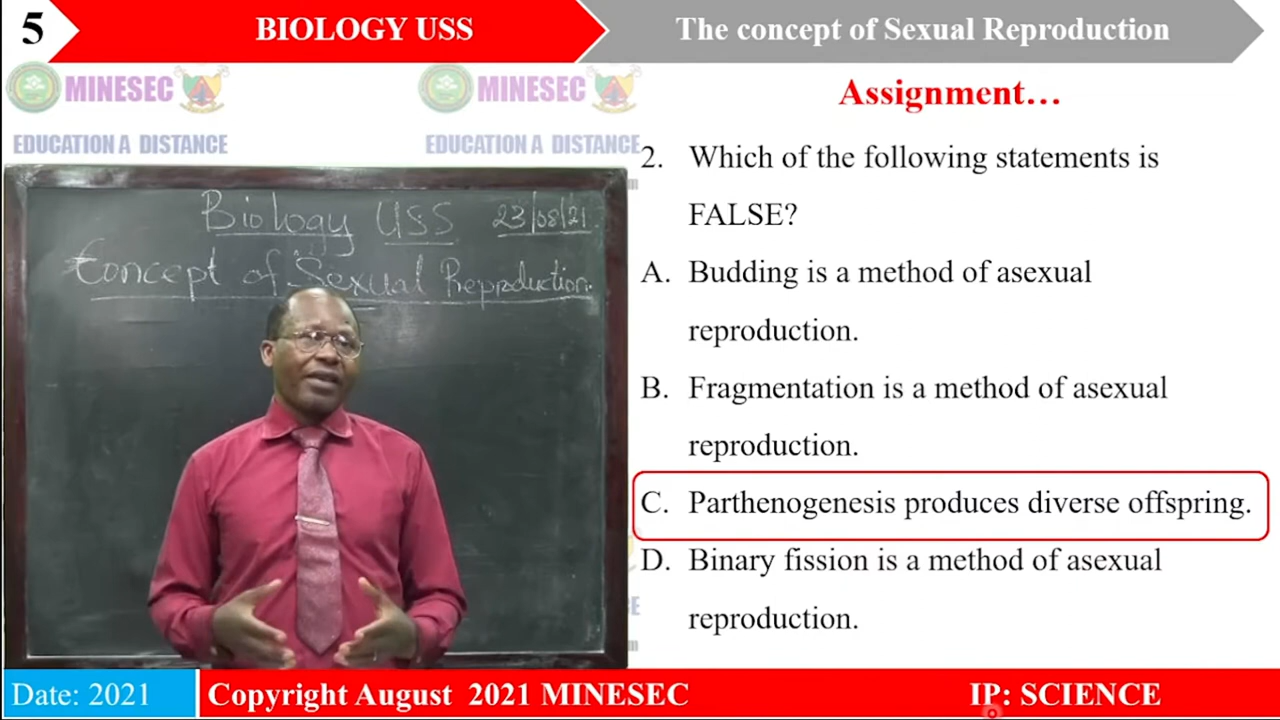 5
BIOLOGY USS
The concept of Sexual Reproduction
MINESEC
EDUCATION A DISTANCE
MINESEC
EDUCATION A DISTANCE
Biology USS 23/08/21
Concept of Sexual Reproduction.
Assignment…
2. Which of the following statements is
FALSE?
A. Budding is a method of asexual
reproduction.
B. Fragmentation is a method of asexual
reproduction.
C. Parthenogenesis produces diverse offspring.
D. Binary fission is a method of asexual
reproduction.
Date: 2021
Copyright August 2021 MINESEC
IP: SCIENCE